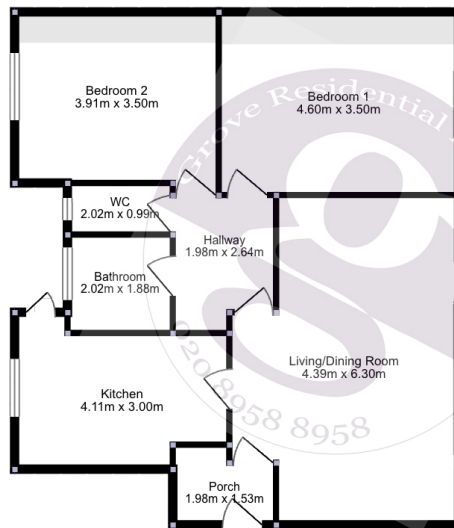 Bedroom 2
3.91m x 3.50m
Bedroom 1
4.60m x 3.50m
WC
2.02m x 0.99m
Hallway
1.98m x 2.64m
Bathroom
2.02m x 1.88m
Living/Dining Room
4.39m x 6.30m
Kitchen
4.11m x 3.00m
Porch
1.98m x 1.53m
Grove Residential
020 8958 8958